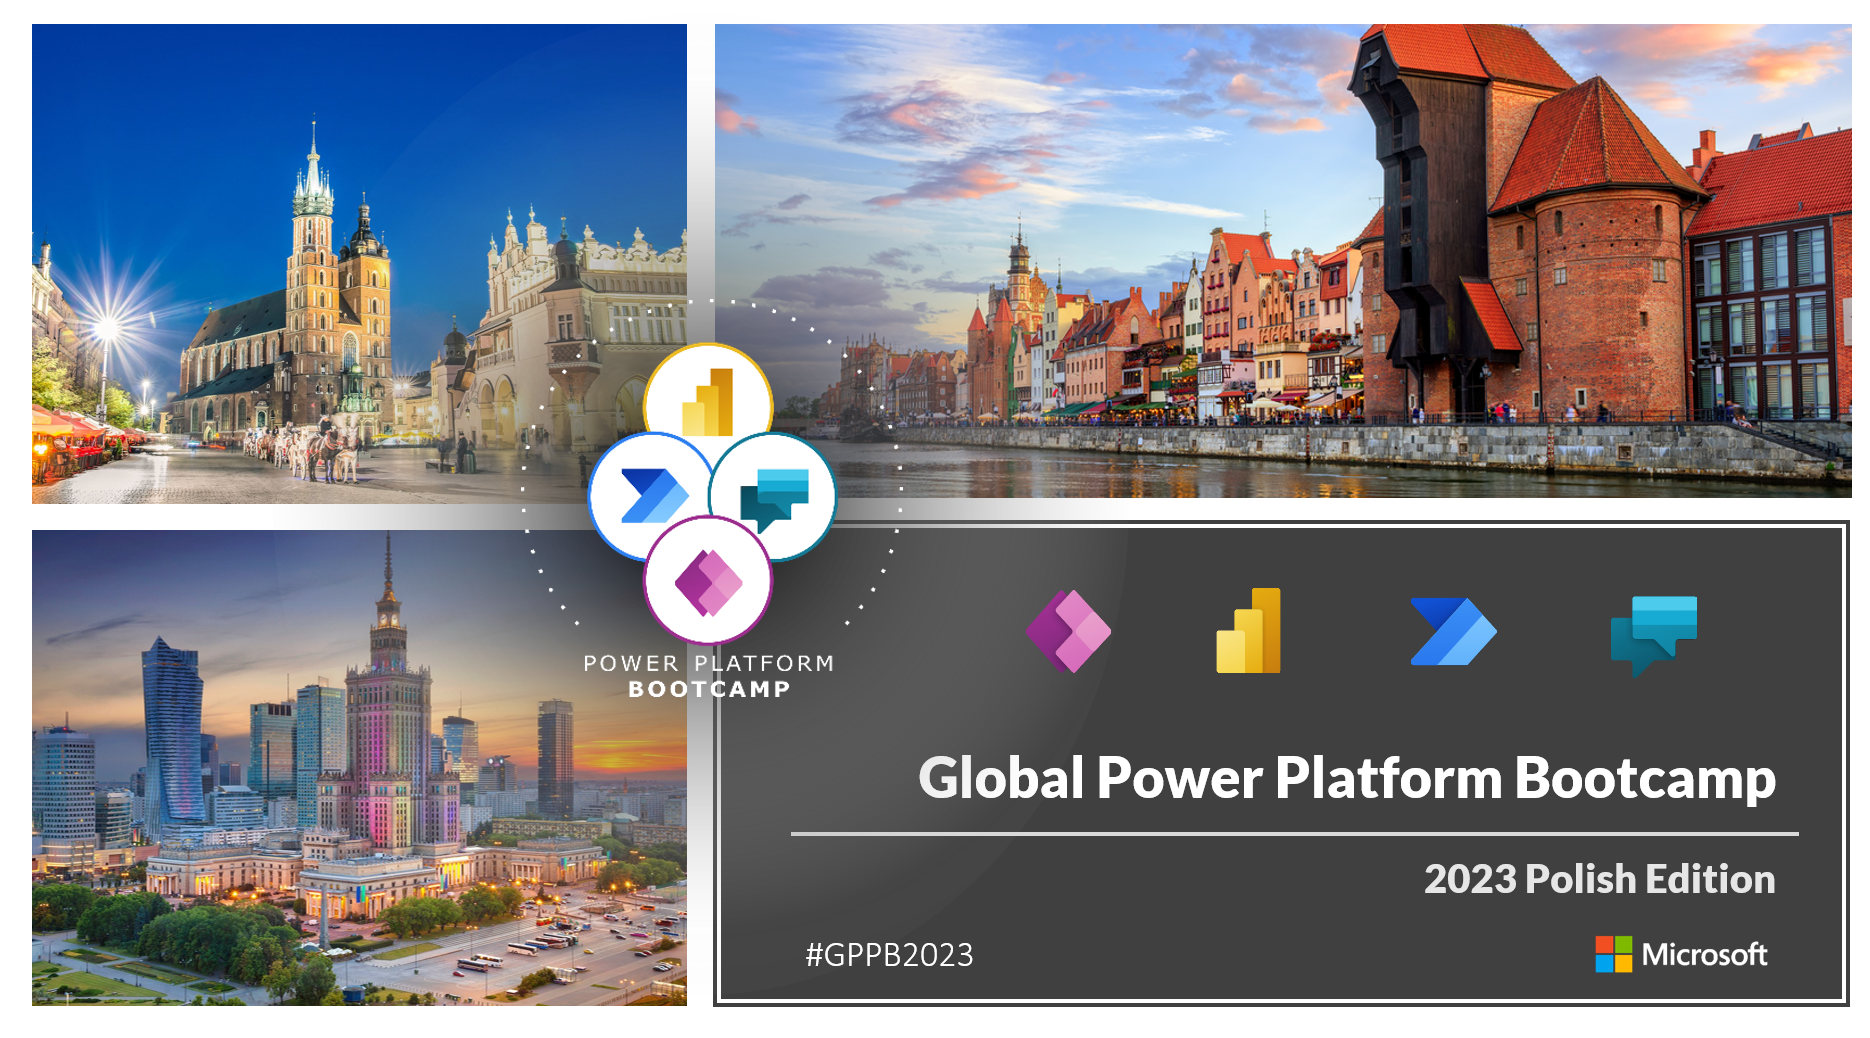 POWER PLATFORM
BOOTCAMP
Global Power Platform Bootcamp
2023 Polish Edition
#GPPB2023
Microsoft